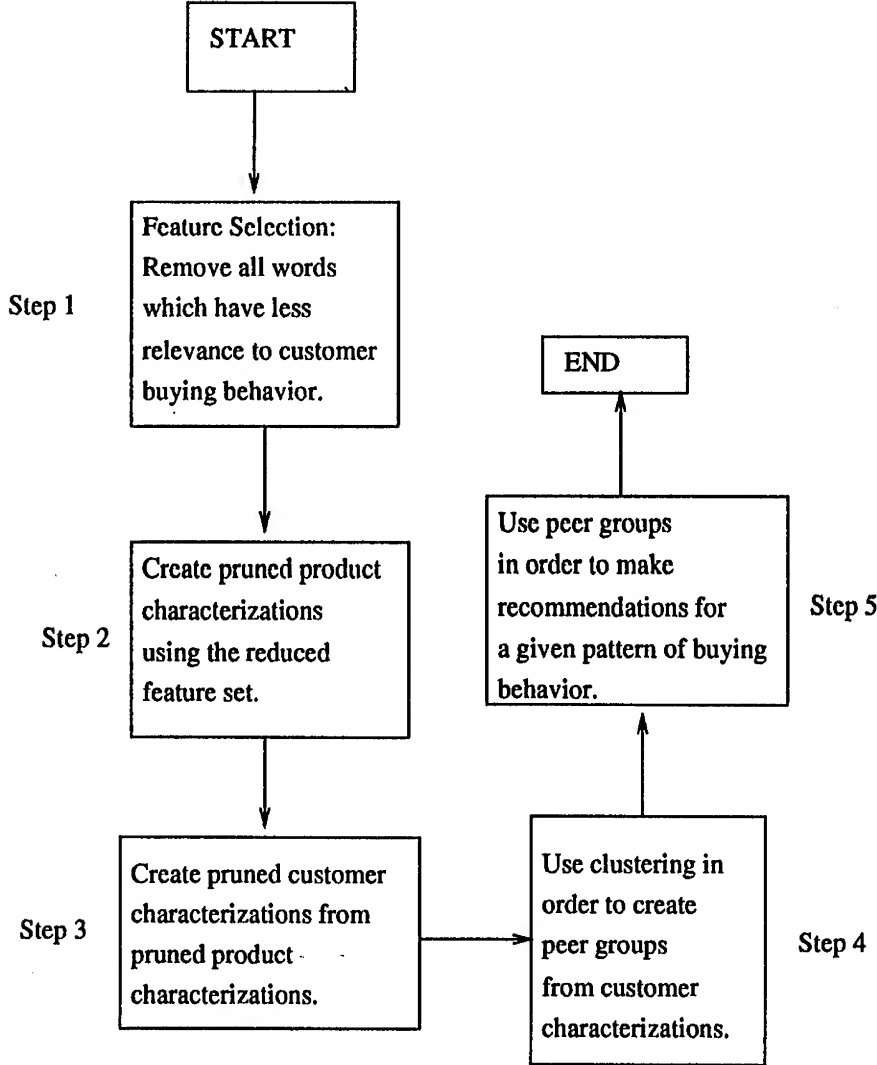 START
Step 1
Feature Selection:
Remove all words
which have less
relevance to customer
buying behavior.
Step 2
Create pruned product
characterizations
using the reduced
feature set.
Step 3
Create pruned customer
characterizations from
pruned product
characterizations.
Use clustering in
order to create
peer groups
from customer
characterizations.
Step 4
Use peer groups
in order to make
recommendations for
a given pattern of buying
behavior.
Step 5
END